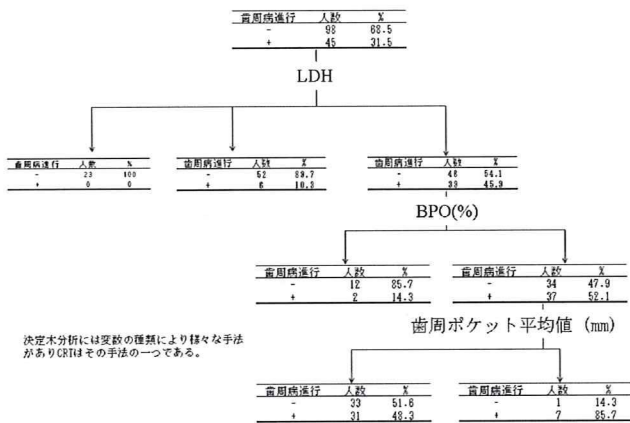 歯周病進行 人数 %
- 98 68.5
+ 45 31.5
LDH
歯周病進行 人数 %
- 23 100
+ 0 0
歯周病進行 人数 %
- 52 89.7
+ 6 10.3
歯周病進行 人数 %
- 46 54.1
+ 39 45.9
BPO(%)
歯周病進行 人数 %
- 12 85.7
+ 2 14.3
歯周病進行 人数 %
- 34 47.9
+ 37 52.1
歯周ポケット平均値 (mm)
決定木分析には変数の種類により様々な手法
がありCRTはその手法の一つである。
歯周病進行 人数 %
- 33 51.6
+ 31 48.3
歯周病進行 人数 %
- 1 14.3
+ 7 85.7